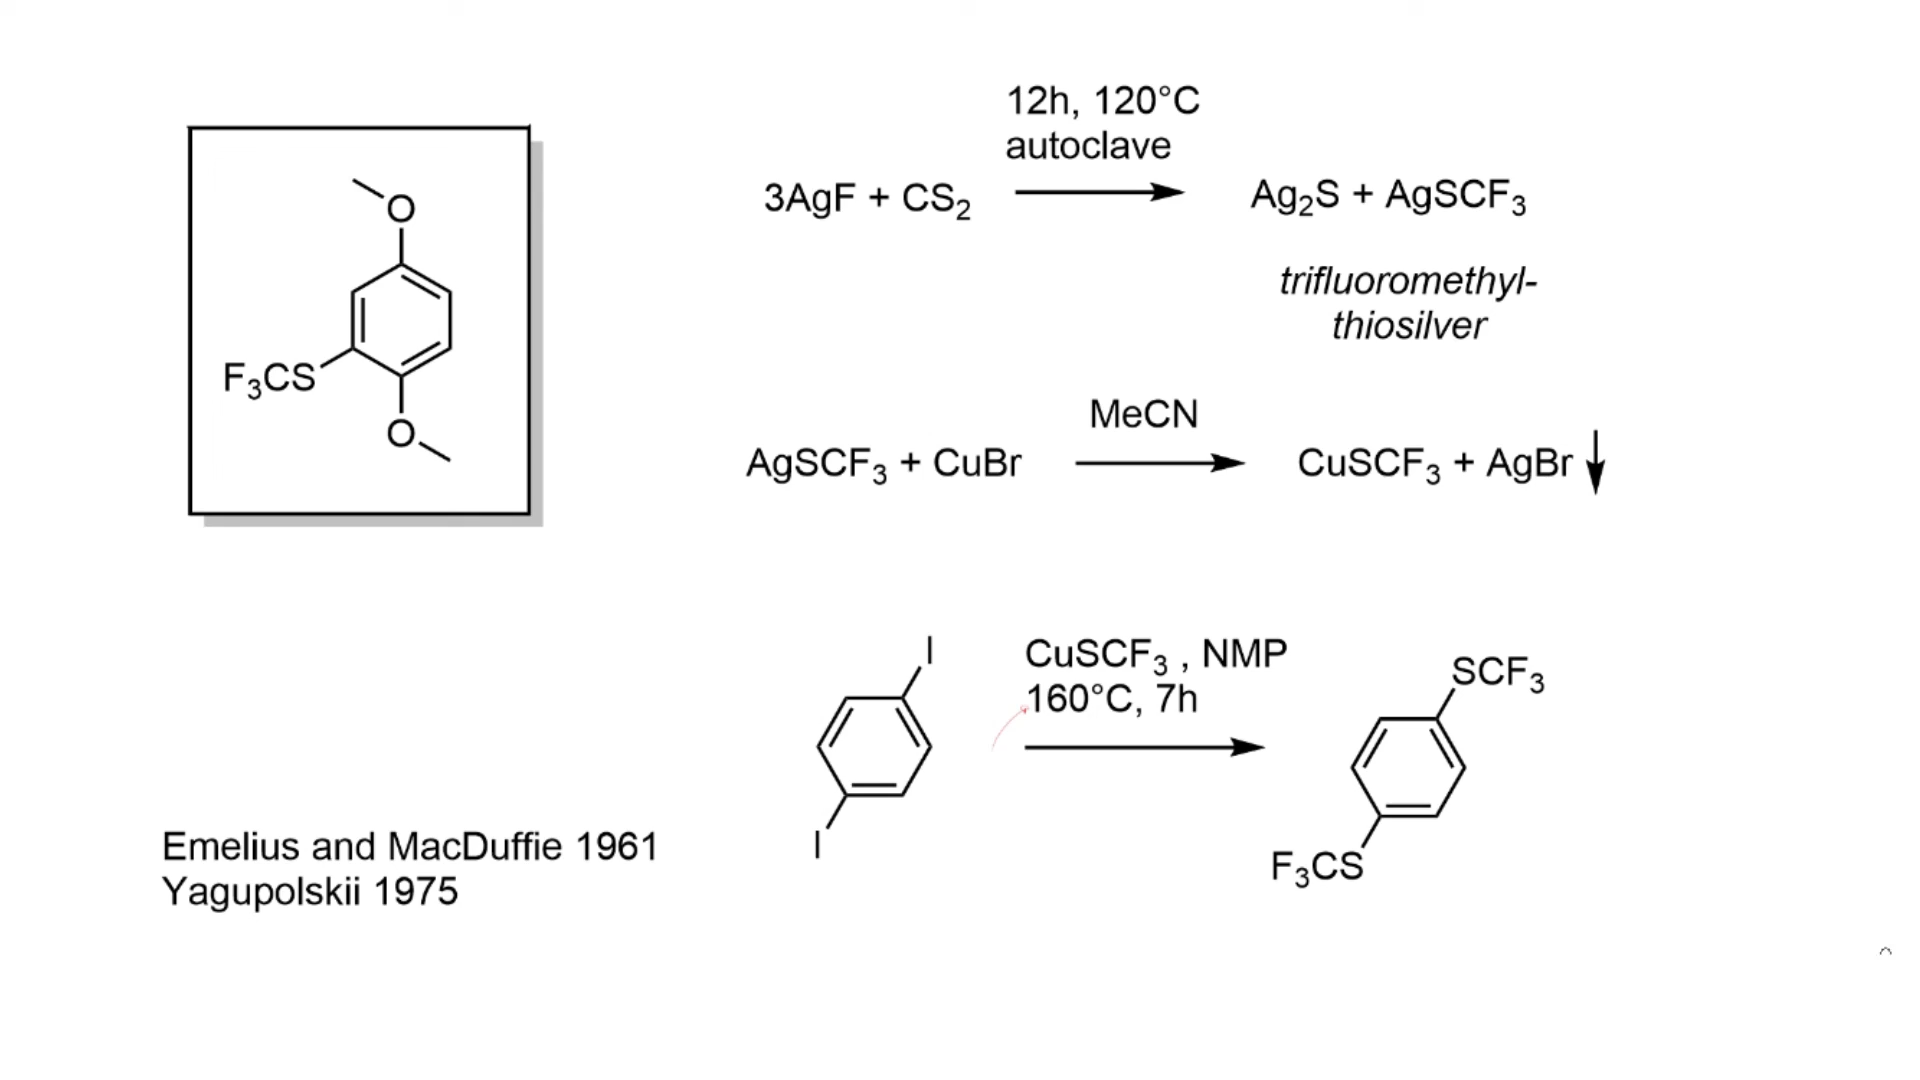 O
F₃CS
O
12h, 120°C
autoclave
3AgF + CS₂
Ag₂S + AgSCF₃
trifluoromethyl-
thiosilver
MeCN
AgSCF₃ + CuBr
CuSCF₃ + AgBr
I
I
CuSCF₃ , NMP
160°C, 7h
SCF₃
F₃CS
Emelius and MacDuffie 1961
Yagupolskii 1975